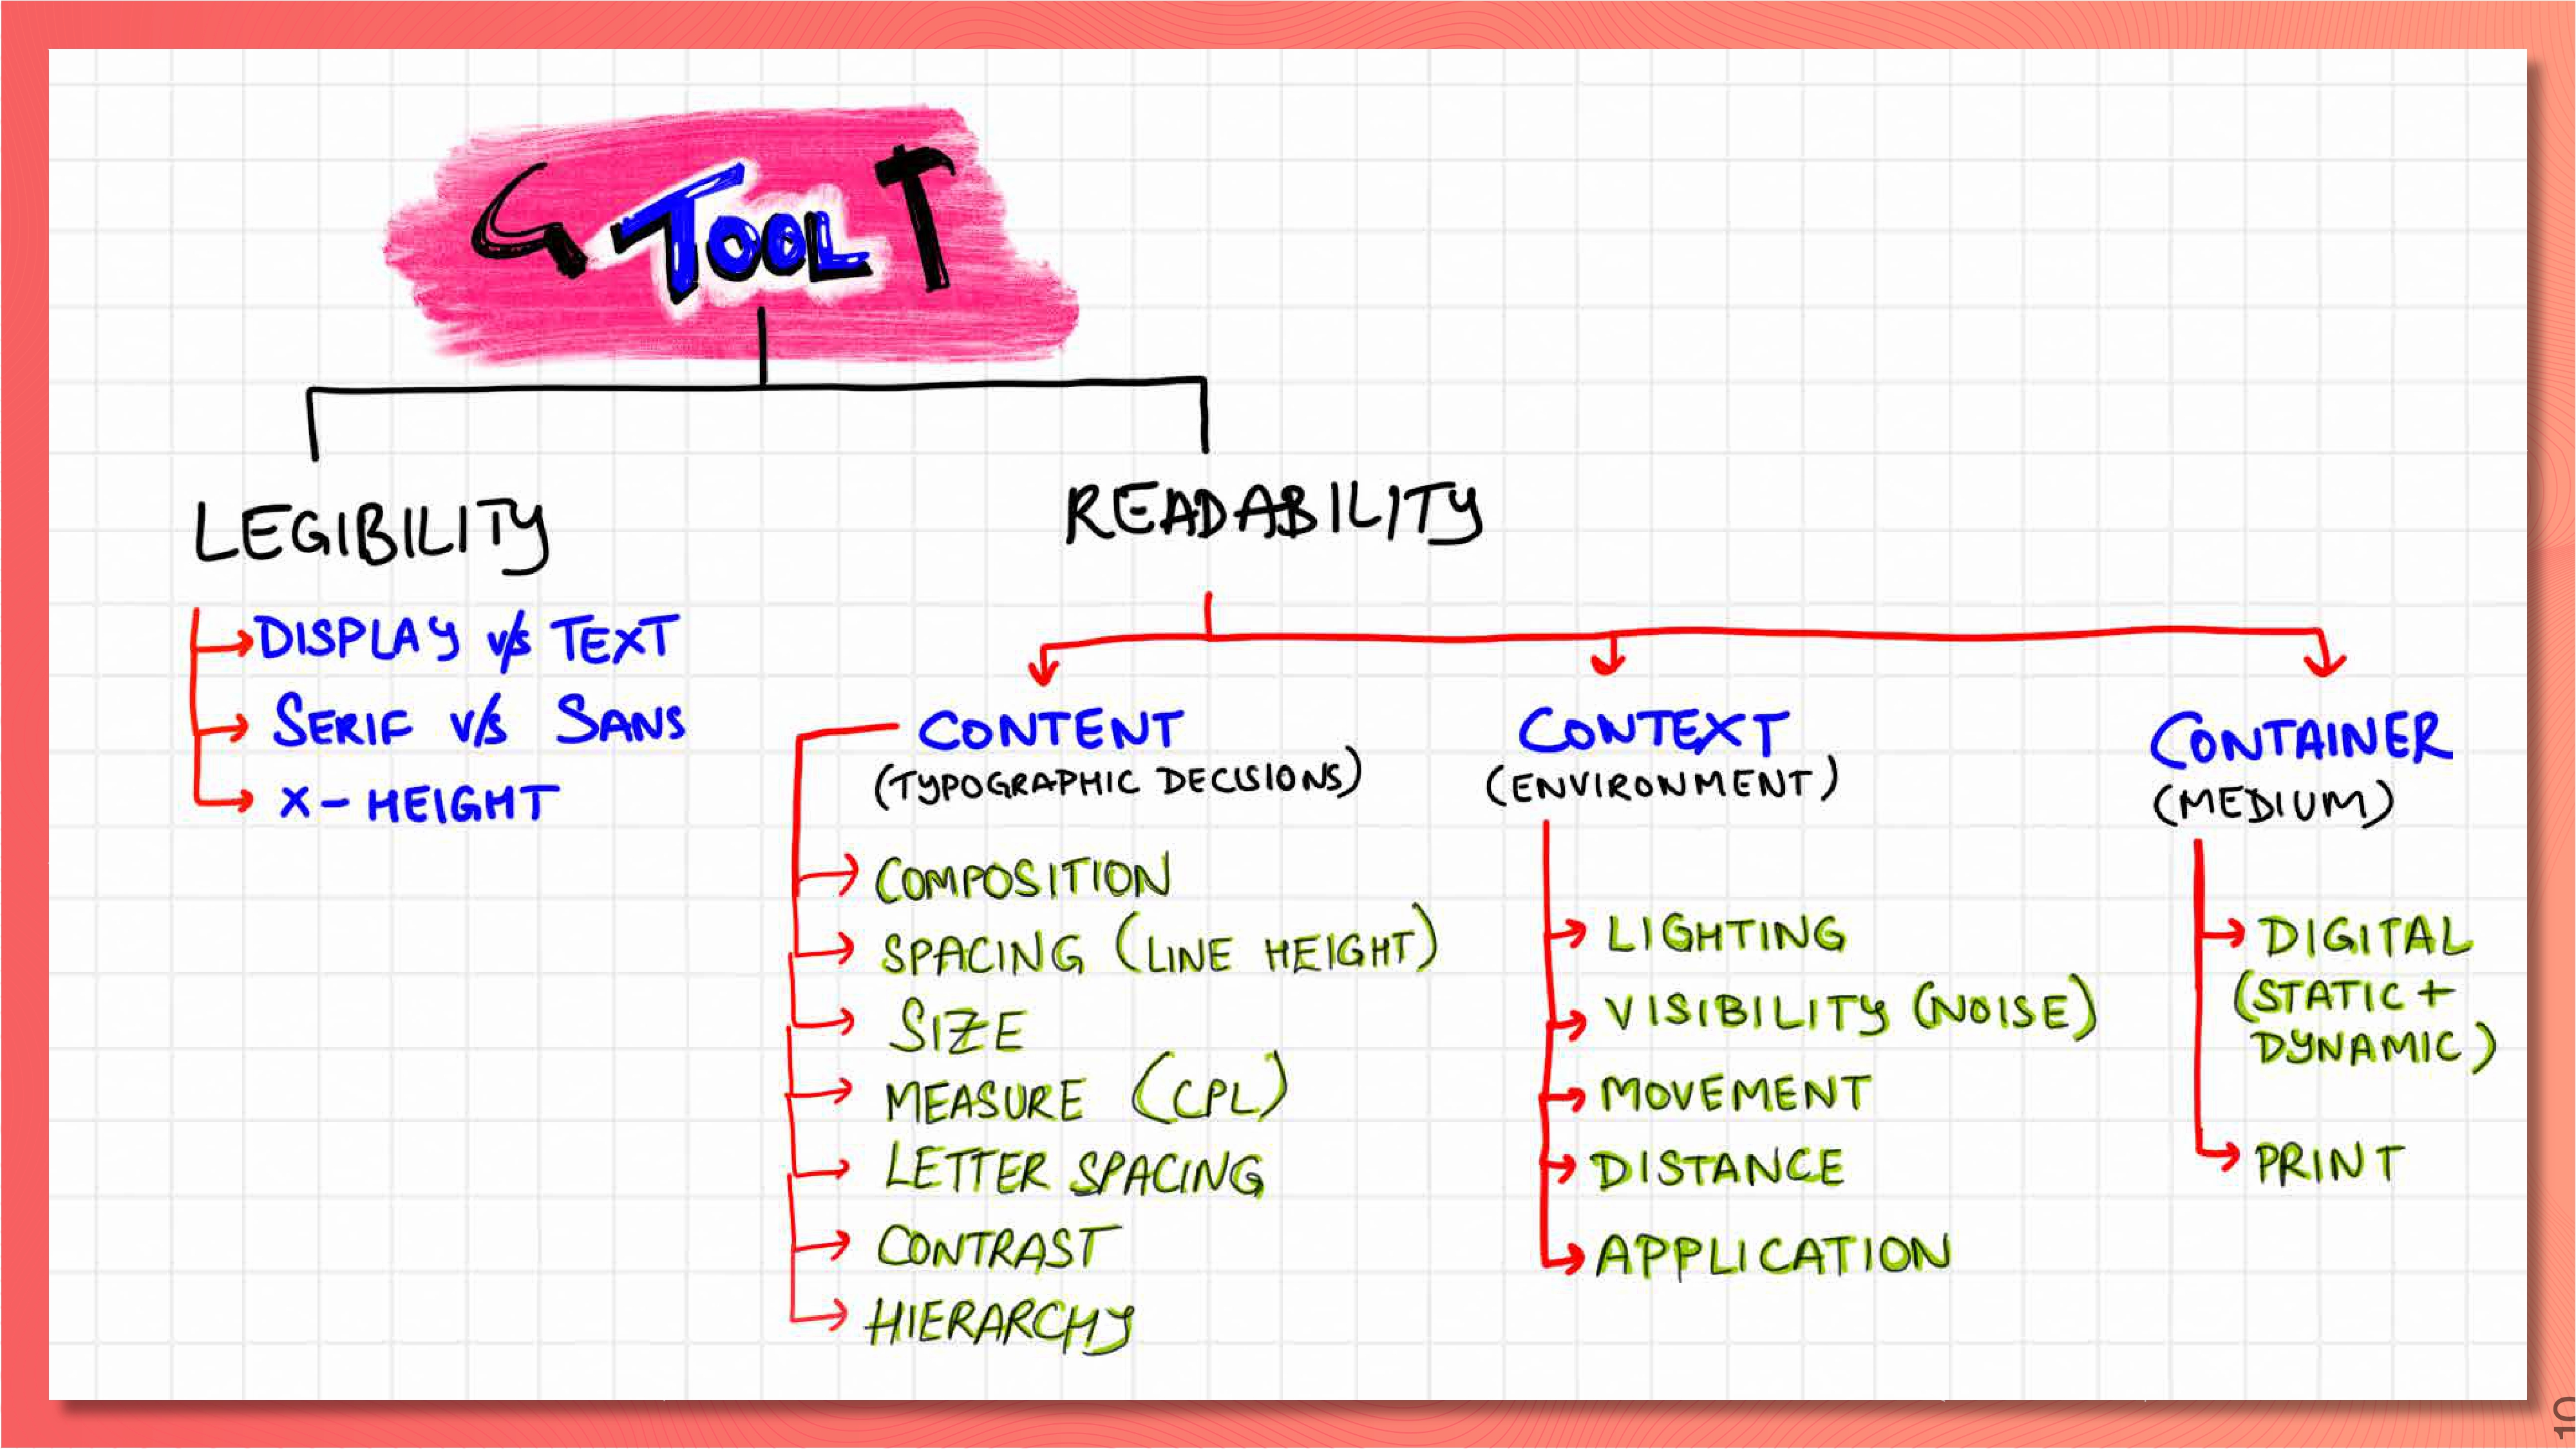 TOOL
LEGIBILITY
DISPLAY v/s TEXT
SERIF v/s SANS
X-HEIGHT
READABILITY
CONTENT
(TYPOGRAPHIC DECISIONS)
COMPOSITION
SPACING (LINE HEIGHT)
SIZE
MEASURE (CPL)
LETTER SPACING
CONTRAST
HIERARCHY
CONTEXT
(ENVIRONMENT)
LIGHTING
VISIBILITY (NOISE)
MOVEMENT
DISTANCE
APPLICATION
CONTAINER
(MEDIUM)
DIGITAL
(STATIC +
DYNAMIC)
PRINT
10